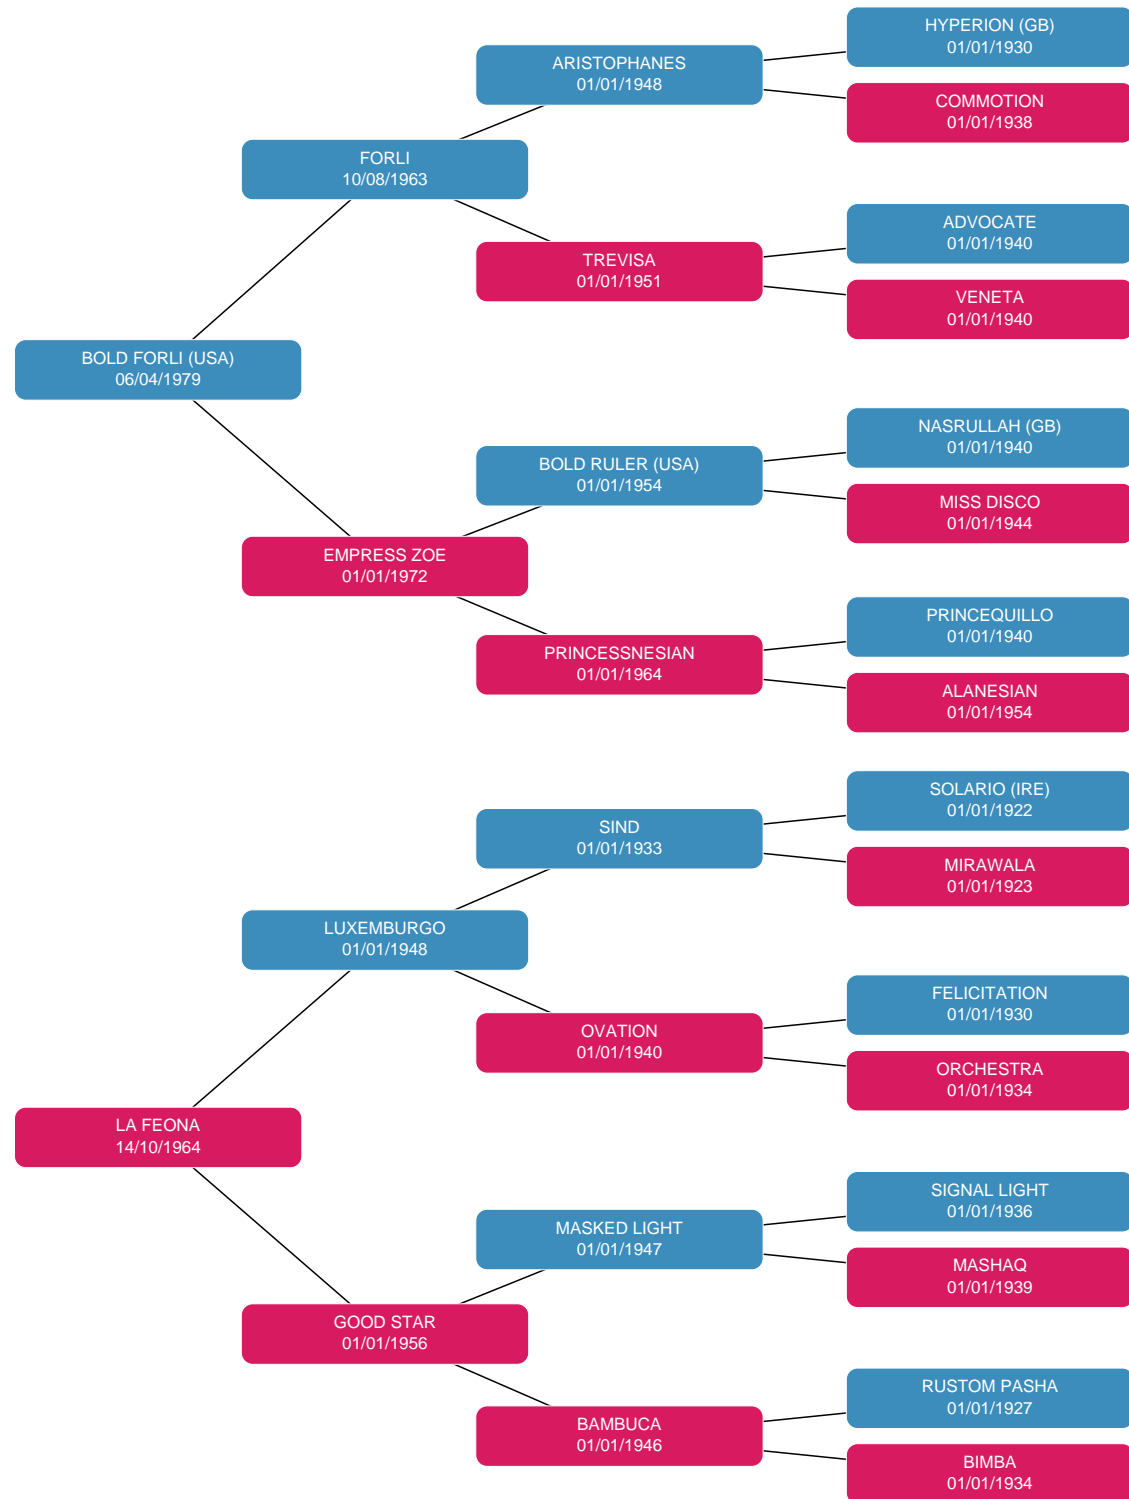 HYPERION (GB)
01/01/1930
ARISTOPHANES
01/01/1948
COMMOTION
01/01/1938
FORLI
10/08/1963
ADVOCATE
01/01/1940
TREVISA
01/01/1951
VENETA
01/01/1940
BOLD FORLI (USA)
06/04/1979
NASRULLAH (GB)
01/01/1940
BOLD RULER (USA)
01/01/1954
MISS DISCO
01/01/1944
EMPRESS ZOE
01/01/1972
PRINCEQUILLO
01/01/1940
PRINCESSNESIAN
01/01/1964
ALANESIAN
01/01/1954
SOLARIO (IRE)
01/01/1922
SIND
01/01/1933
MIRAWALA
01/01/1923
LUXEMBURGO
01/01/1948
FELICITATION
01/01/1930
OVATION
01/01/1940
ORCHESTRA
01/01/1934
LA FEONA
14/10/1964
SIGNAL LIGHT
01/01/1936
MASKED LIGHT
01/01/1947
MASHAQ
01/01/1939
GOOD STAR
01/01/1956
RUSTOM PASHA
01/01/1927
BAMBUCA
01/01/1946
BIMBA
01/01/1934